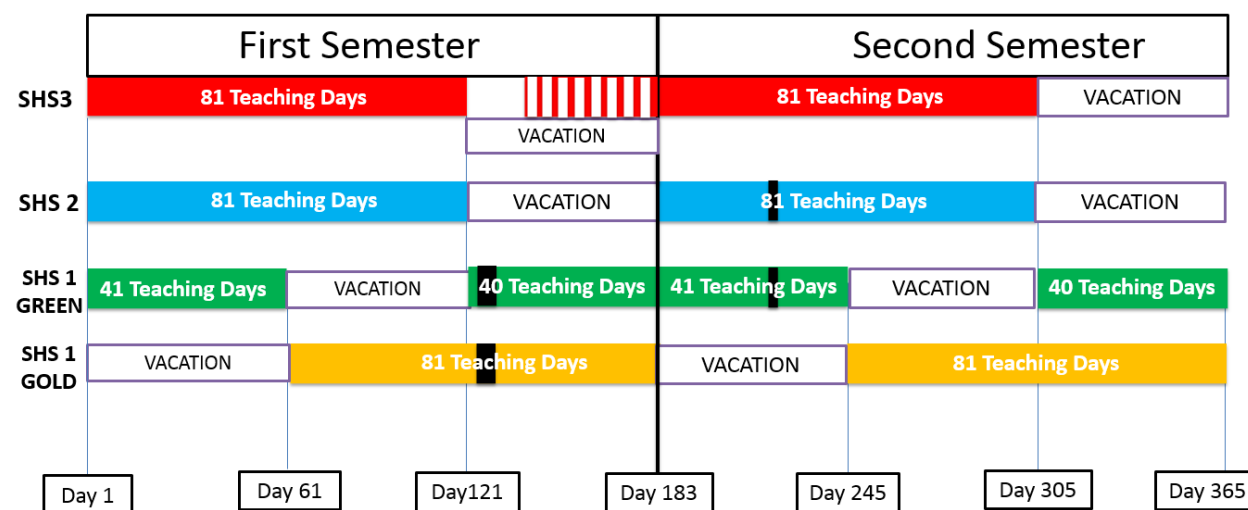 First Semester
Second Semester
SHS3
81 Teaching Days
81 Teaching Days
VACATION
VACATION
SHS 2
81 Teaching Days
VACATION
81 Teaching Days
VACATION
SHS 1
GREEN
41 Teaching Days
VACATION
40 Teaching Days
41 Teaching Days
VACATION
40 Teaching Days
SHS 1
GOLD
VACATION
81 Teaching Days
VACATION
81 Teaching Days
Day 1
Day 61
Day121
Day 183
Day 245
Day 305
Day 365